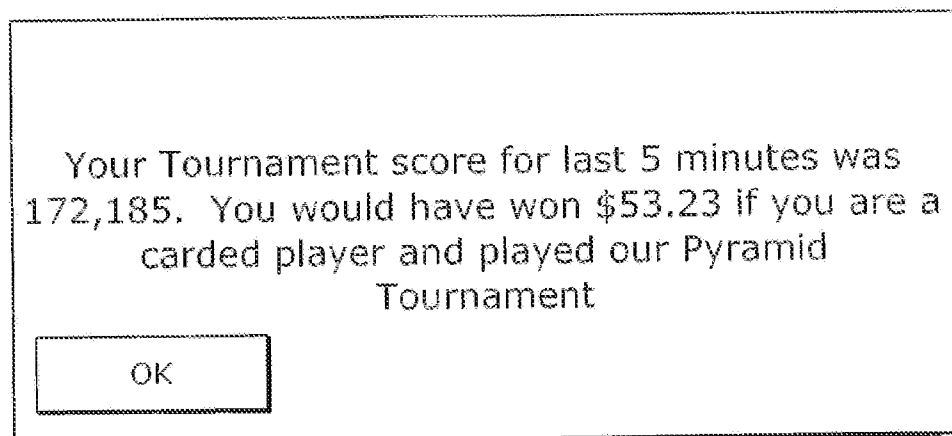 Your Tournament score for last 5 minutes was
172,185. You would have won $53.23 if you are a
carded player and played our Pyramid
Tournament
OK